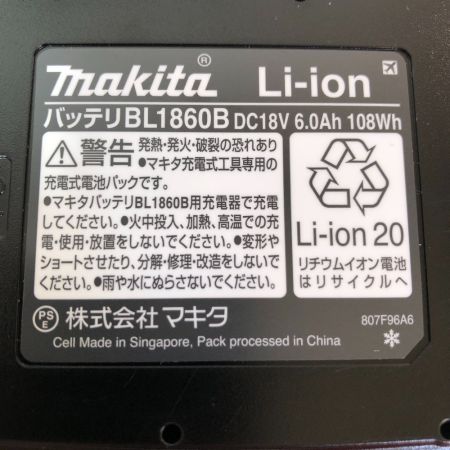 makita® Li-ion
バッテリBL1860B DC18V 6.0Ah 108Wh
警告 発熱・発火・破裂の恐れあり
●マキタ充電式工具専用の
充電式電池パックです。
●マキタバッテリBL1860B用充電器で充電
してください。●火中投入、加熱、高温での充
電・使用・放置をしないでください。●変形や
ショートさせたり、分解・修理・改造をしないで
ください。●雨や水にぬらさないでください。
Li-ion 20
リチウムイオン電池
はリサイクルへ
PS
E
株式会社 マキタ
807F96A6
Cell Made in Singapore, Pack processed in China